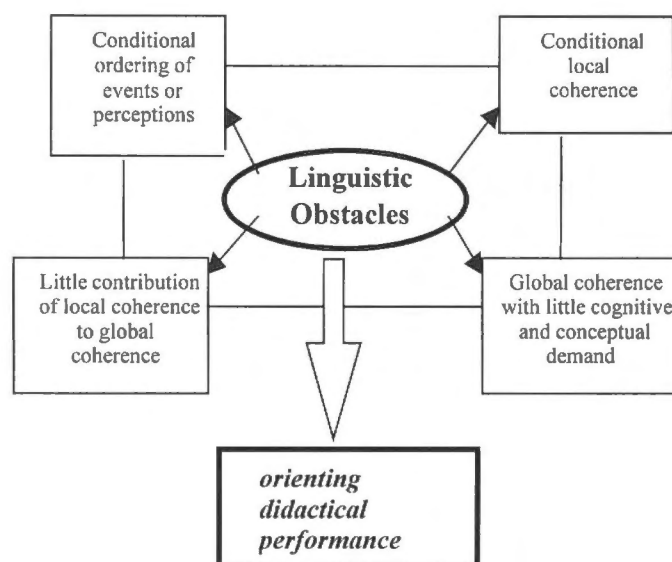 Conditional
ordering of
events or
perceptions
Conditional
local
coherence
Linguistic
Obstacles
Little contribution
of local coherence
to global
coherence
Global coherence
with little cognitive
and conceptual
demand
orienting
didactical
performance